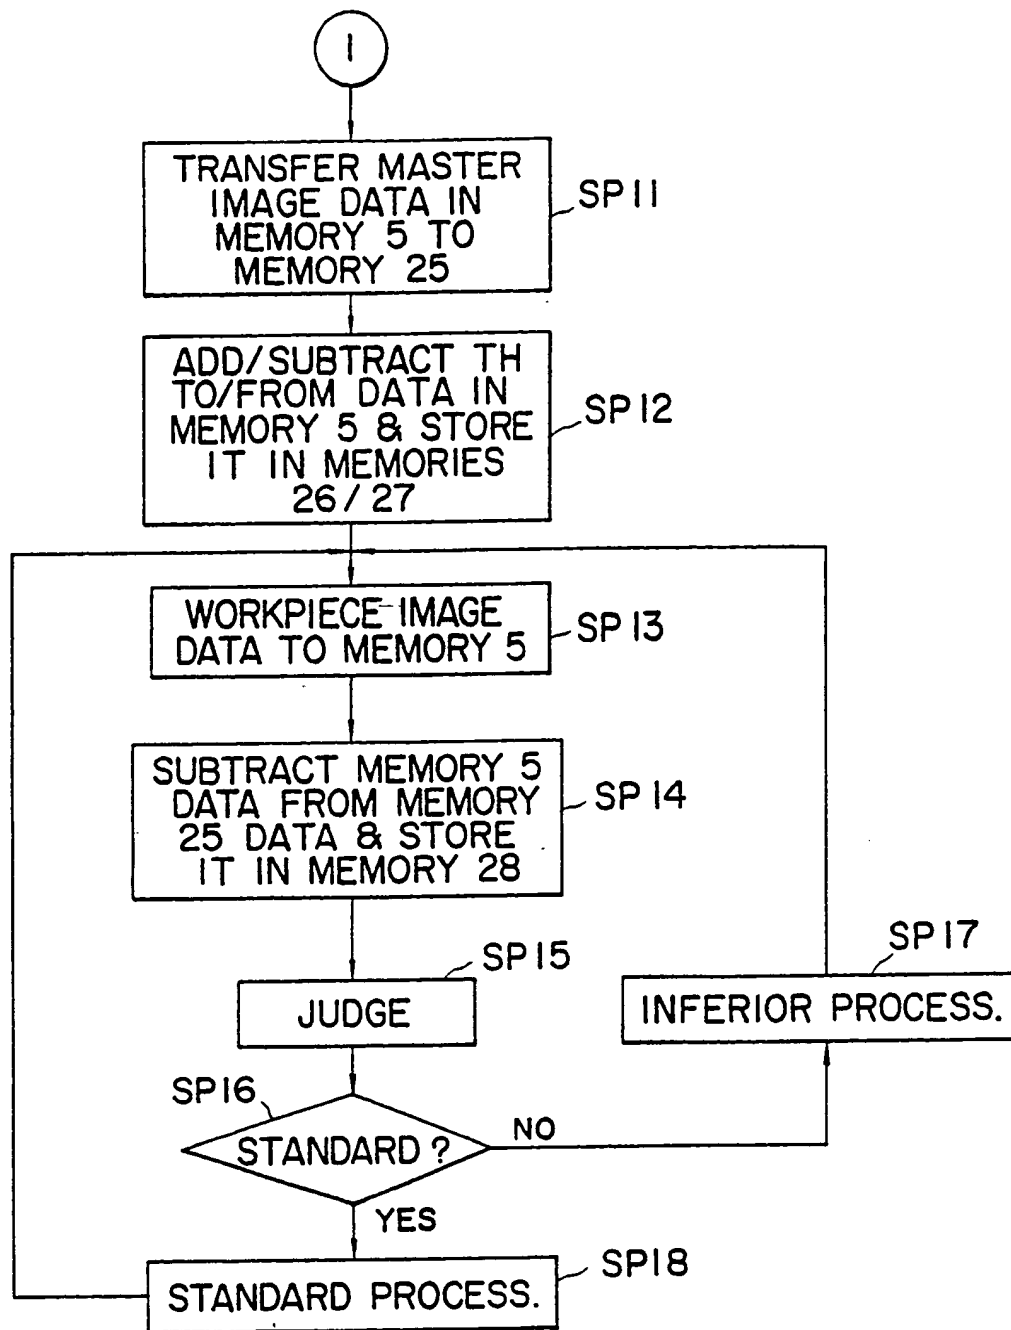 1
TRANSFER MASTER
IMAGE DATA IN
MEMORY 5 TO
MEMORY 25
SP11
ADD/SUBTRACT TH
TO/FROM DATA IN
MEMORY 5 & STORE
IT IN MEMORIES
26/27
SP12
WORKPIECE IMAGE
DATA TO MEMORY 5
SP13
SUBTRACT MEMORY 5
DATA FROM MEMORY
25 DATA & STORE
IT IN MEMORY 28
SP14
SP15
JUDGE
SP17
INFERIOR PROCESS.
SP16
STANDARD?
NO
YES
SP18
STANDARD PROCESS.